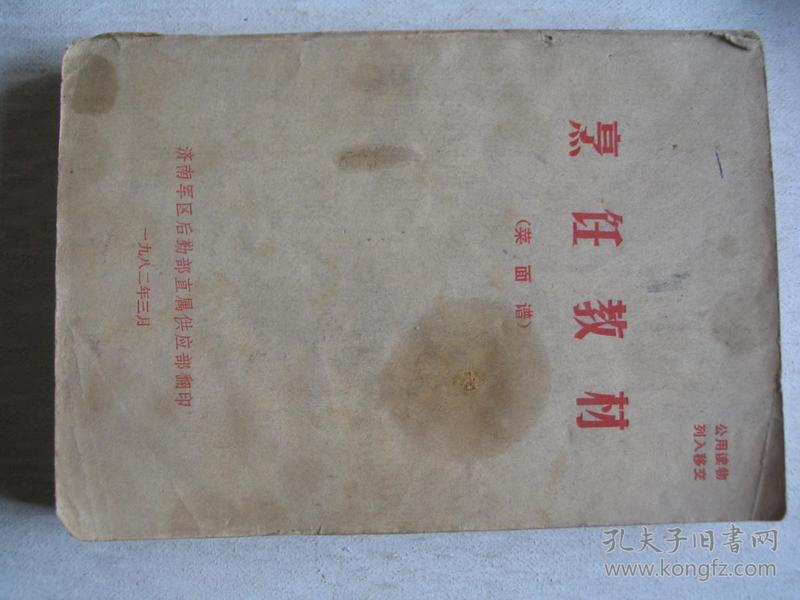 公用读物
列入移交
烹饪教材
（菜面谱）
济南军区后勤部直属供应部翻印
一九八二年三月
孔夫子旧书网
www.kongfz.com